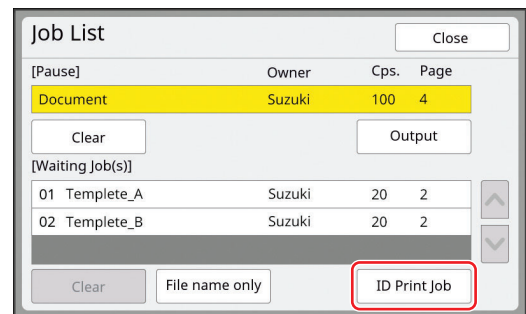 Job List Close
[Pause] Owner Cps. Page
Document Suzuki 100 4
Clear Output
[Waiting Job(s)]
01 Templete_A Suzuki 20 2
02 Templete_B Suzuki 20 2
Clear File name only ID Print Job